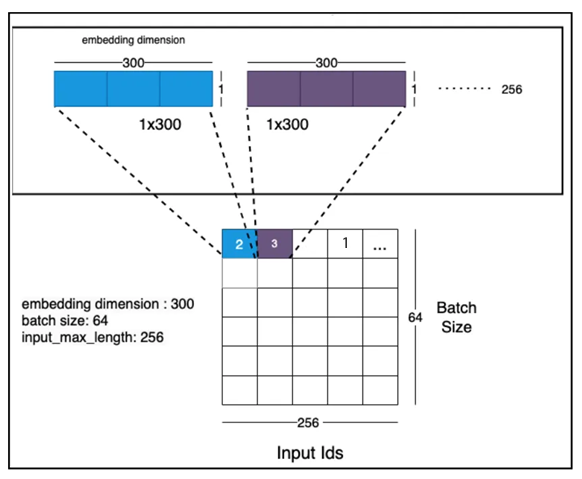 embedding dimension
300 300
1 1 ········ 256
1x300 1x300
2 3 1 ...
embedding dimension : 300
batch size: 64
input_max_length: 256
64
Batch
Size
256
Input Ids